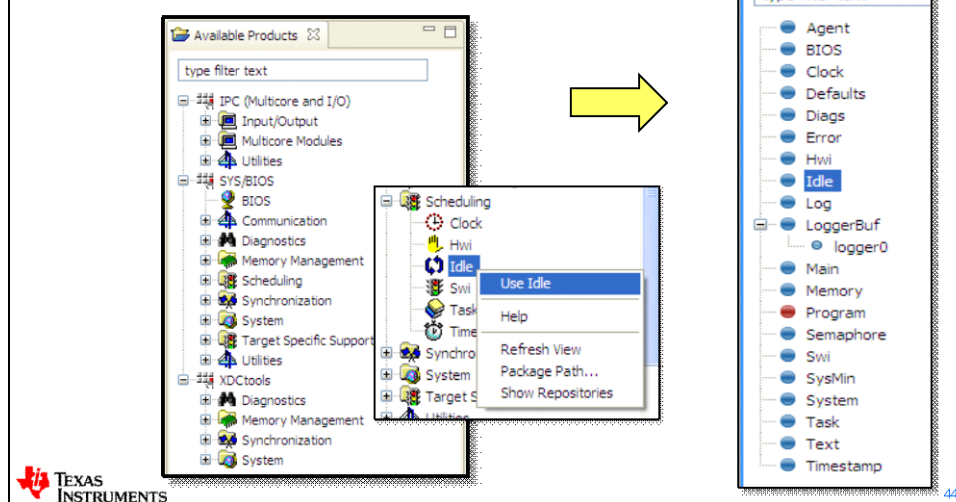 Available Products
type filter text
IPC (Multicore and I/O)
Input/Output
Multicore Modules
Utilities
SYS/BIOS
BIOS
Communication
Diagnostics
Memory Management
Scheduling
Synchronization
System
Target Specific Support
Utilities
XDCtools
Diagnostics
Memory Management
Synchronization
System
Scheduling
Clock
Hwi
Idle
Swi
Task
Time
Synchro
System
Target S
Utilities
Use Idle
Help
Refresh View
Package Path...
Show Repositories
Agent
BIOS
Clock
Defaults
Diags
Error
Hwi
Idle
Log
LoggerBuf
logger0
Main
Memory
Program
Semaphore
Swi
SysMin
System
Task
Text
Timestamp
TEXAS
INSTRUMENTS
44